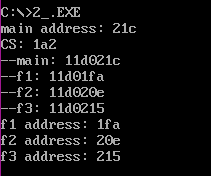 C:\>2_.EXE
main address: 21c
CS: 1a2
--main: 11d021c
--f1: 11d01fa
--f2: 11d020e
--f3: 11d0215
f1 address: 1fa
f2 address: 20e
f3 address: 215